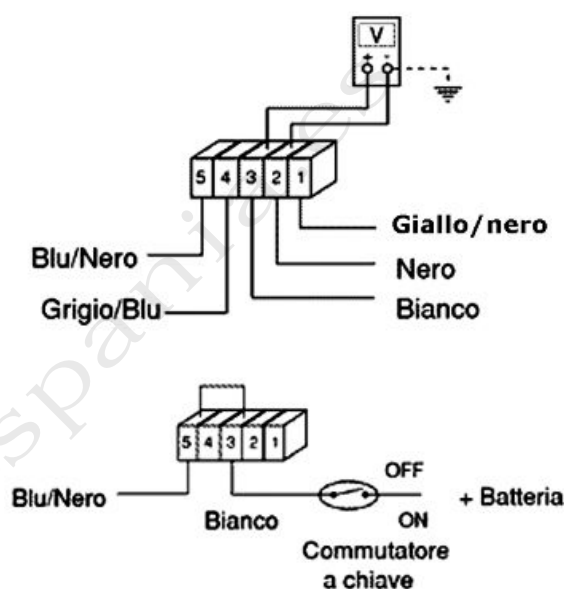 V
+ -
5 4 3 2 1
Giallo/nero
Blu/Nero
Nero
Grigio/Blu
Bianco
5 4 3 2 1
OFF
Blu/Nero
+ Batteria
Bianco
ON
Commutatore
a chiave